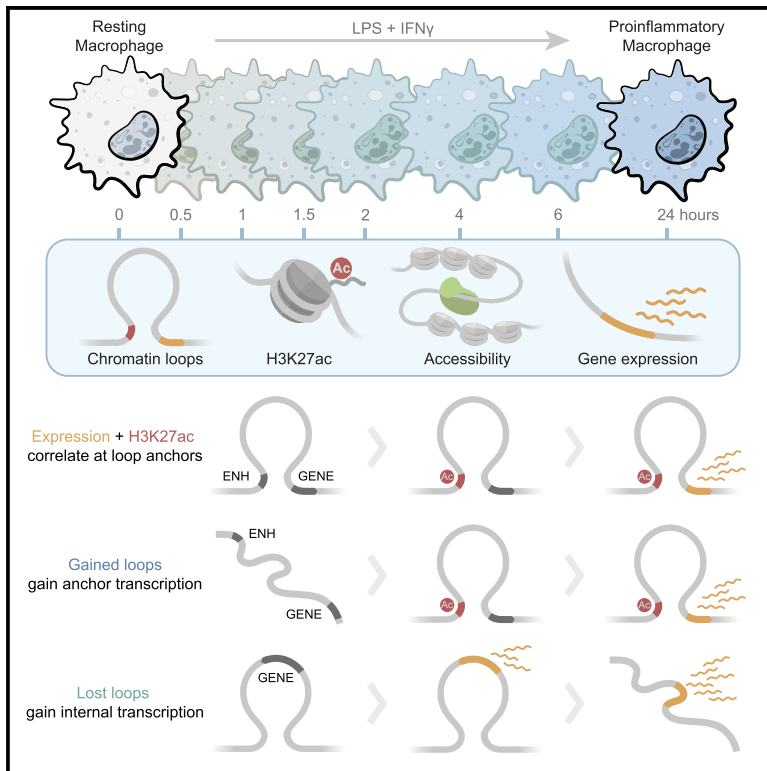 Resting
Macrophage
LPS + IFNγ
Proinflammatory
Macrophage
0
0.5
1
1.5
2
4
6
24 hours
Ac
Chromatin loops
H3K27ac
Accessibility
Gene expression
Expression + H3K27ac
correlate at loop anchors
ENH
GENE
Ac
Ac
Gained loops
gain anchor transcription
ENH
GENE
Ac
Ac
Lost loops
gain internal transcription
GENE